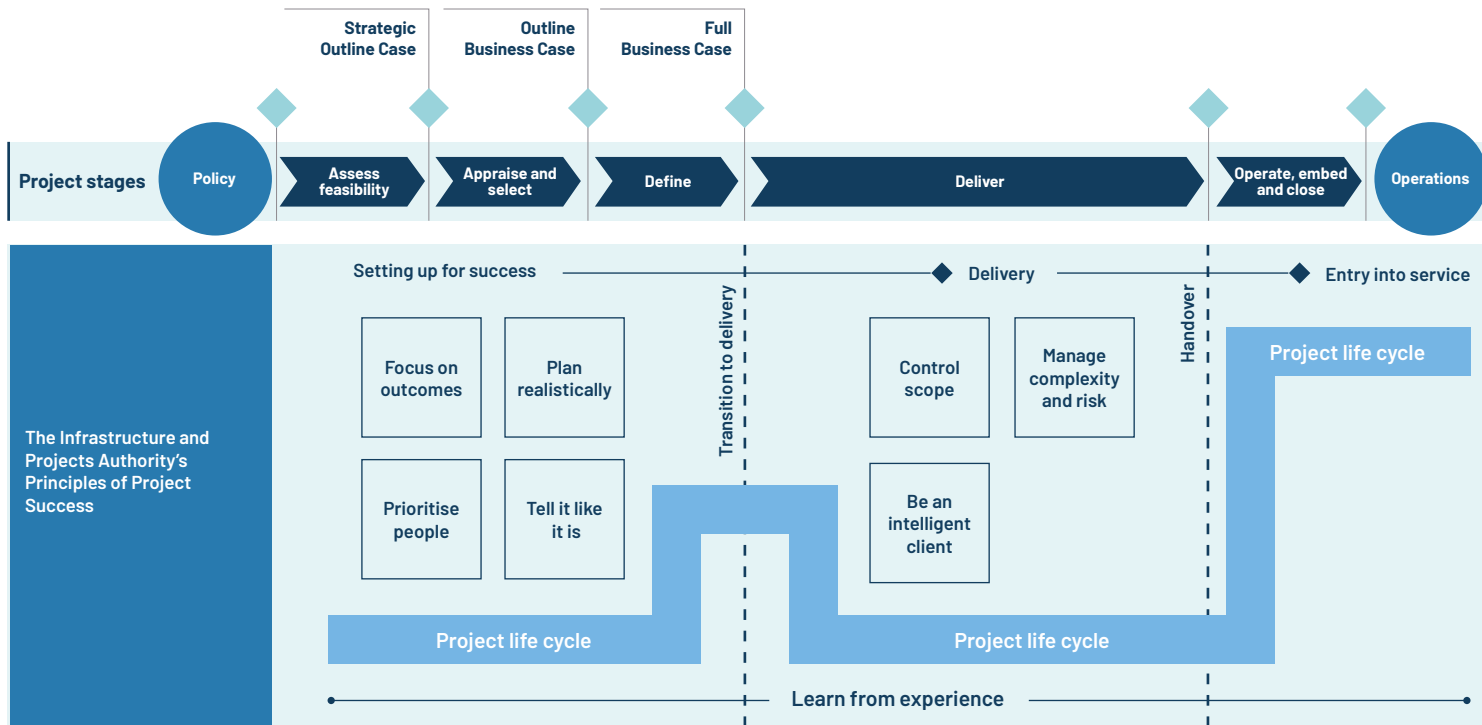 Strategic
Outline Case
Outline
Business Case
Full
Business Case
Project stages
Policy
Assess
feasibility
Appraise and
select
Define
Deliver
Operate, embed
and close
Operations
The Infrastructure and
Projects Authority's
Principles of Project
Success
Setting up for success
Delivery
Entry into service
Focus on
outcomes
Plan
realistically
Prioritise
people
Tell it like
it is
Transition to delivery
Control
scope
Manage
complexity
and risk
Be an
intelligent
client
Handover
Project life cycle
Project life cycle
Project life cycle
Learn from experience